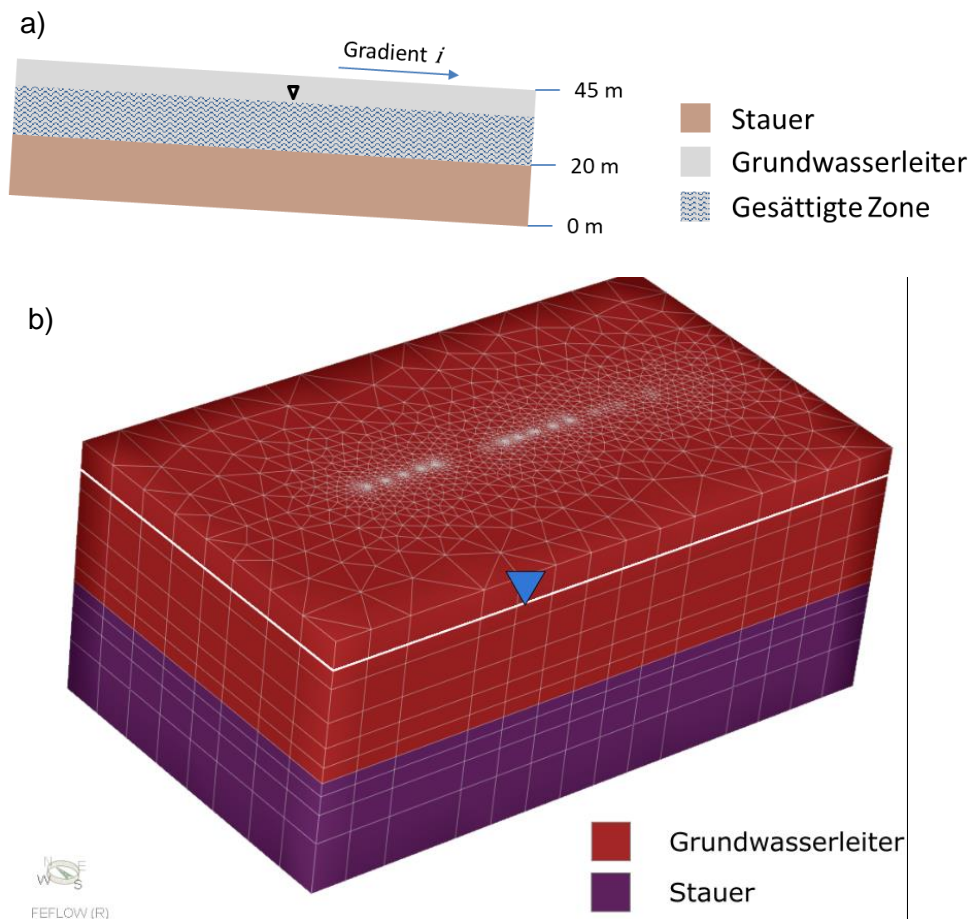 a)
Gradient i
45 m
20 m
0 m
Stauer
Grundwasserleiter
Gesättigte Zone
b)
Grundwasserleiter
Stauer
N
E
W
S
FEFLOW (R)